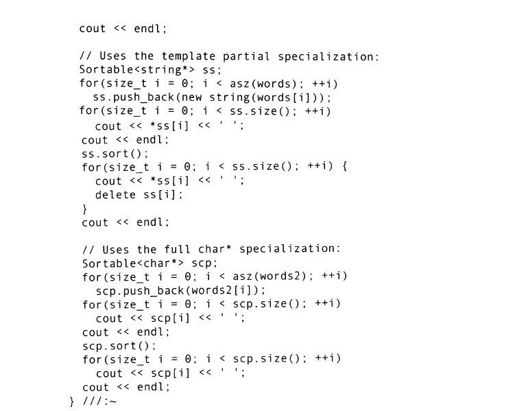 cout << endl;
// Uses the template partial specialization:
Sortable<string*> ss;
for(size_t i = 0; i < asz(words); ++i)
ss.push_back(new string(words[i]));
for(size_t i = 0; i < ss.size(); ++i)
cout << *ss[i] << ' ';
cout << endl;
ss.sort();
for(size_t i = 0; i < ss.size(); ++i) {
cout << *ss[i] << ' ';
delete ss[i];
}
cout << endl;
// Uses the full char* specialization:
Sortable<char*> scp;
for(size_t i = 0; i < asz(words2); ++i)
scp.push_back(words2[i]);
for(size_t i = 0; i < scp.size(); ++i)
cout << scp[i] << ' ';
cout << endl;
scp.sort();
for(size_t i = 0; i < scp.size(); ++i)
cout << scp[i] << ' ';
cout << endl;
} ///:~